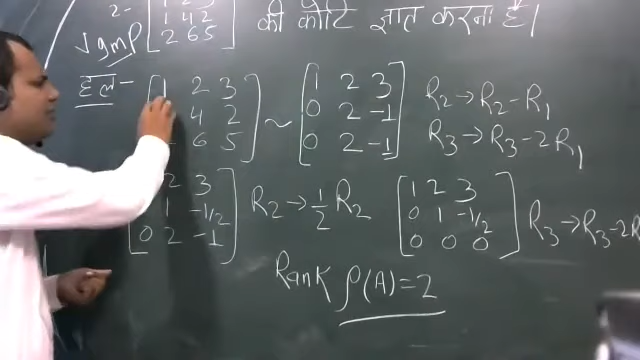 2- [1 2 3
√gmp 1 4 2 की कोटि ज्ञात करना है।
2 6 5]
हल - [1 2 3 ~ [1 2 3 R₂→R₂-R₁
4 2 0 2 -1
6 5] 0 2 -1] R₃→R₃-2R₁
2 3 R₂→1/2 R₂ [1 2 3
1 -1/2 0 1 -1/2 R₃→R₃-2R
0 2 -1] 0 0 0]
Rank ρ(A)=2